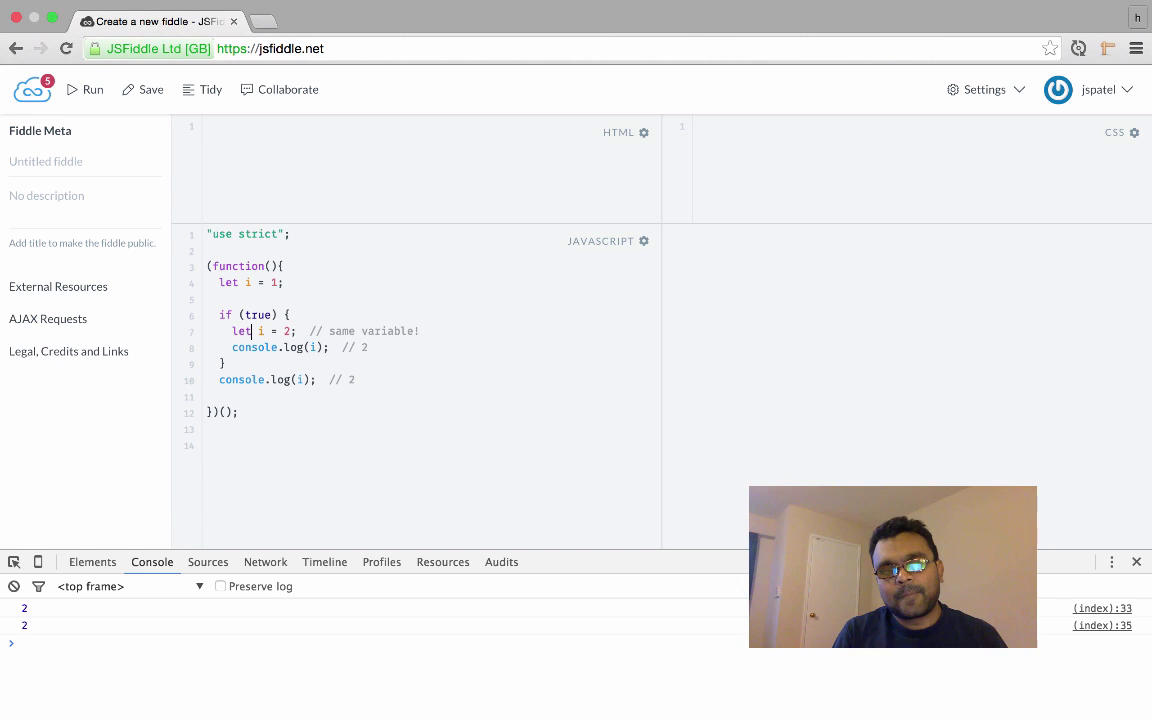 Create a new fiddle - JSFid
h
JSFiddle Ltd [GB] https://jsfiddle.net
5
Run Save Tidy Collaborate Settings jspatel
Fiddle Meta
Untitled fiddle
No description
Add title to make the fiddle public.
External Resources
AJAX Requests
Legal, Credits and Links
1 HTML
1 CSS
JAVASCRIPT
1 "use strict";
2
3 (function(){
4 let i = 1;
5
6 if (true) {
7 let i = 2; // same variable!
8 console.log(i); // 2
9 }
10 console.log(i); // 2
11
12 })();
13
14
Elements Console Sources Network Timeline Profiles Resources Audits
<top frame> Preserve log
2 (index):33
2 (index):35